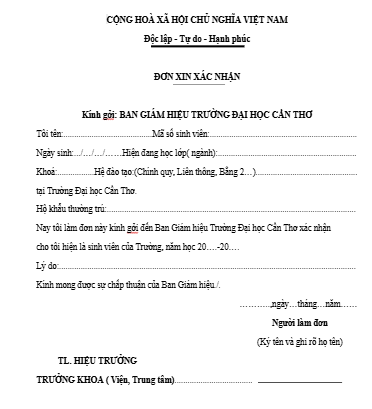 CỘNG HOÀ XÃ HỘI CHỦ NGHĨA VIỆT NAM
Độc lập - Tự do - Hạnh phúc
ĐƠN XIN XÁC NHẬN
Kính gởi: BAN GIÁM HIỆU TRƯỜNG ĐẠI HỌC CẦN THƠ
Tôi tên:................................Mã số sinh viên:....................................................
Ngày sinh:…/…/…/……Hiện đang học lớp( ngành):..................................................
Khoá:..............Hệ đào tạo:(Chính quy, Liên thông, Bằng 2…)....................................
tại Trường Đại học Cần Thơ.
Hộ khẩu thường trú:..........................................................................................
Nay tôi làm đơn này kính gởi đến Ban Giám hiệu Trường Đại học Cần Thơ xác nhận
cho tôi hiện là sinh viên của Trường, năm học 20….-20….
Lý do:...........................................................................................................
Kính mong được sự chấp thuận của Ban Giám hiệu./.
………..,ngày…tháng…năm……
Người làm đơn
(Ký tên và ghi rõ họ tên)
TL. HIỆU TRƯỞNG
TRƯỞNG KHOA ( Viện, Trung tâm)............................ ____________________